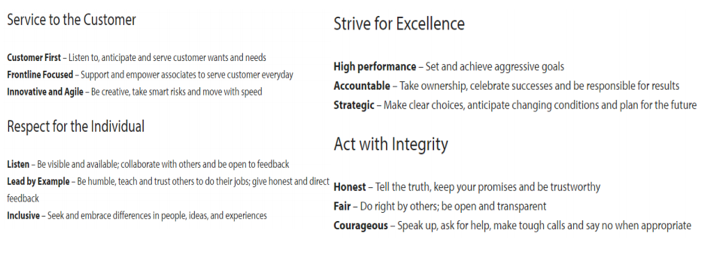 Service to the Customer
Customer First – Listen to, anticipate and serve customer wants and needs
Frontline Focused – Support and empower associates to serve customer everyday
Innovative and Agile – Be creative, take smart risks and move with speed
Respect for the Individual
Listen – Be visible and available; collaborate with others and be open to feedback
Lead by Example – Be humble, teach and trust others to do their jobs; give honest and direct
feedback
Inclusive – Seek and embrace differences in people, ideas, and experiences
Strive for Excellence
High performance – Set and achieve aggressive goals
Accountable – Take ownership, celebrate successes and be responsible for results
Strategic – Make clear choices, anticipate changing conditions and plan for the future
Act with Integrity
Honest – Tell the truth, keep your promises and be trustworthy
Fair – Do right by others; be open and transparent
Courageous – Speak up, ask for help, make tough calls and say no when appropriate